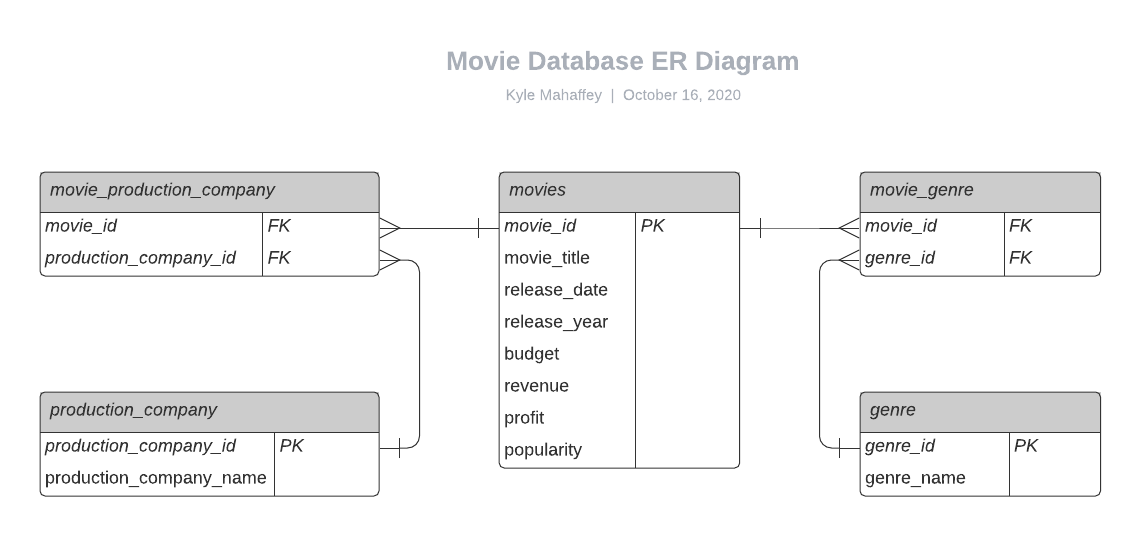 Movie Database ER Diagram
Kyle Mahaffey | October 16, 2020
movie_production_company
movie_id FK
production_company_id FK
production_company
production_company_id PK
production_company_name
movies
movie_id PK
movie_title
release_date
release_year
budget
revenue
profit
popularity
movie_genre
movie_id FK
genre_id FK
genre
genre_id PK
genre_name